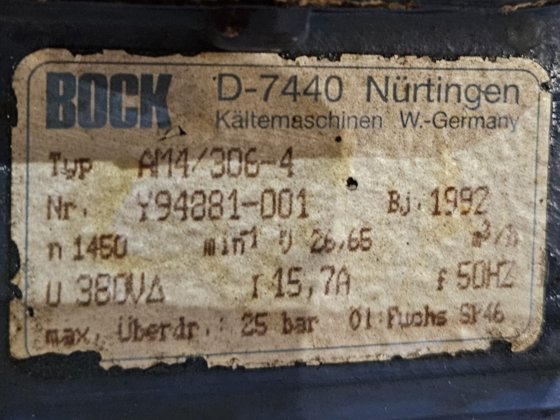 BOCK D-7440 Nürtingen
Kältemaschinen W.-Germany
Typ AM4/306-4
Nr. Y94881-001 Bj. 1992
n 1450 min⁻¹ V 26,65 m³/h
U 380VΔ I 15,7A f 50HZ
max. Überdr.: 25 bar Öl: Fuchs SP46